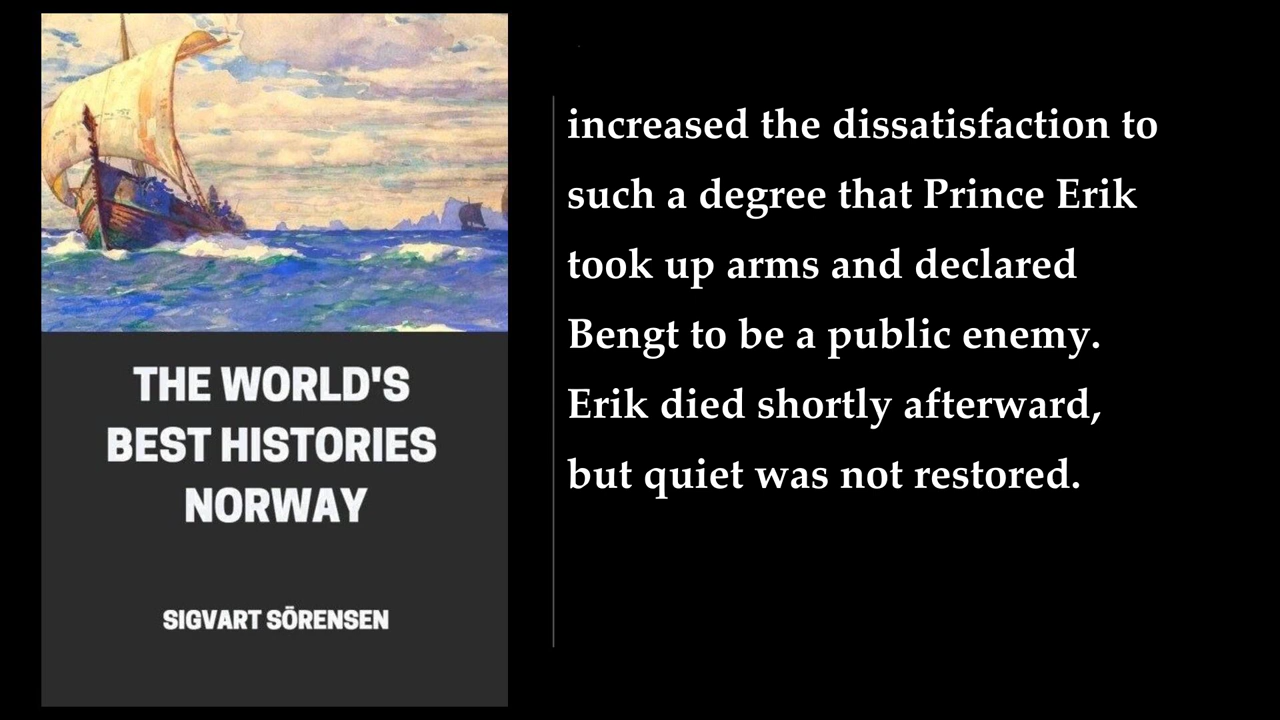 THE WORLD'S
BEST HISTORIES
NORWAY
SIGVART SÖRENSEN
increased the dissatisfaction to
such a degree that Prince Erik
took up arms and declared
Bengt to be a public enemy.
Erik died shortly afterward,
but quiet was not restored.